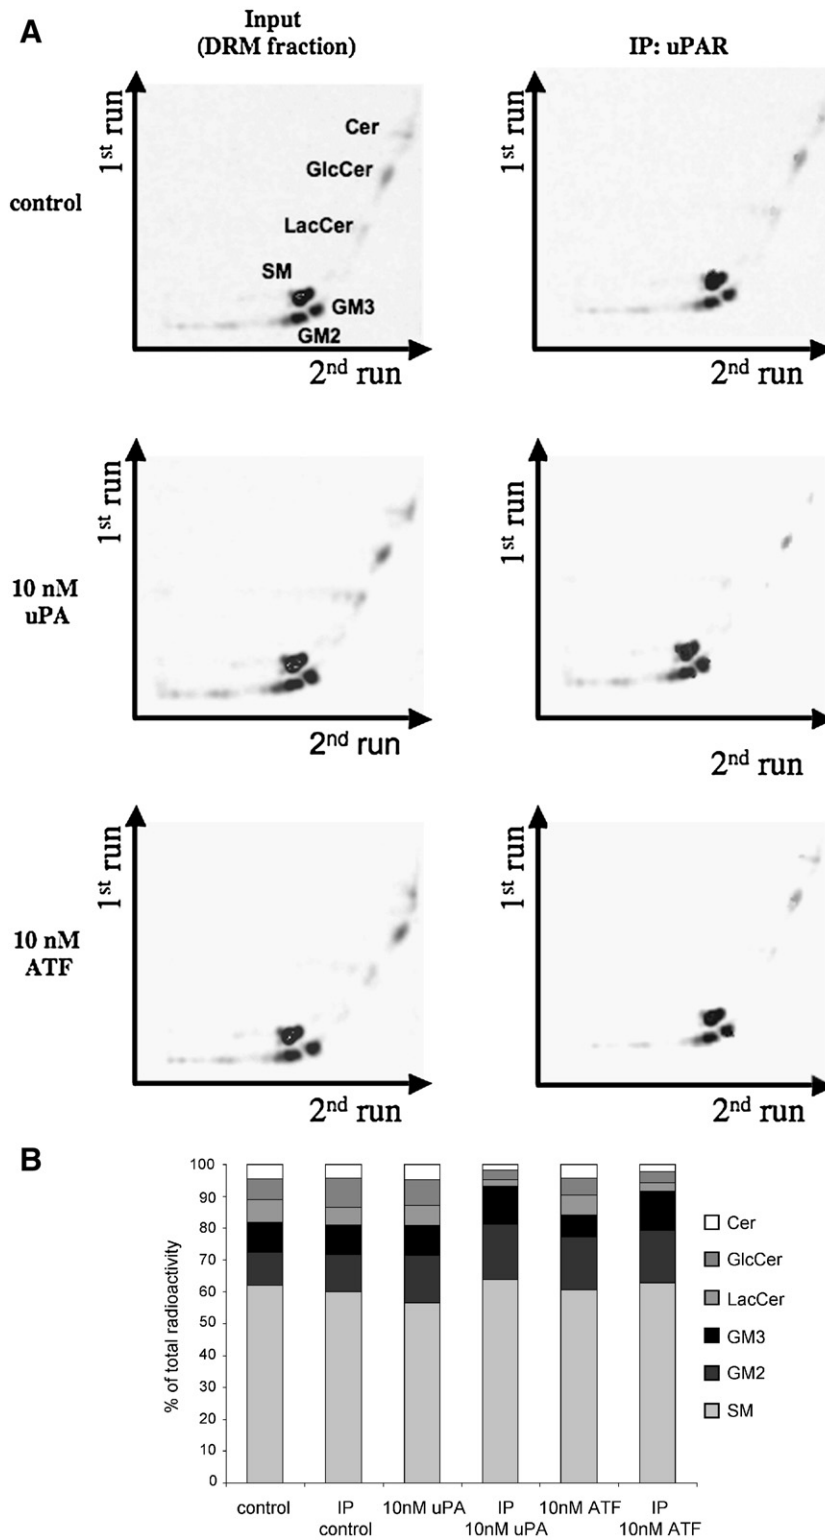 A
Input
(DRM fraction)
IP: uPAR
control
1st run
Cer
GlcCer
LacCer
SM
GM3
GM2
2nd run
1st run
2nd run
10 nM
uPA
1st run
2nd run
1st run
2nd run
10 nM
ATF
1st run
2nd run
1st run
2nd run
B
% of total radioactivity
100
90
80
70
60
50
40
30
20
10
0
control
IP
control
10nM uPA
IP
10nM uPA
10nM ATF
IP
10nM ATF
Cer
GlcCer
LacCer
GM3
GM2
SM